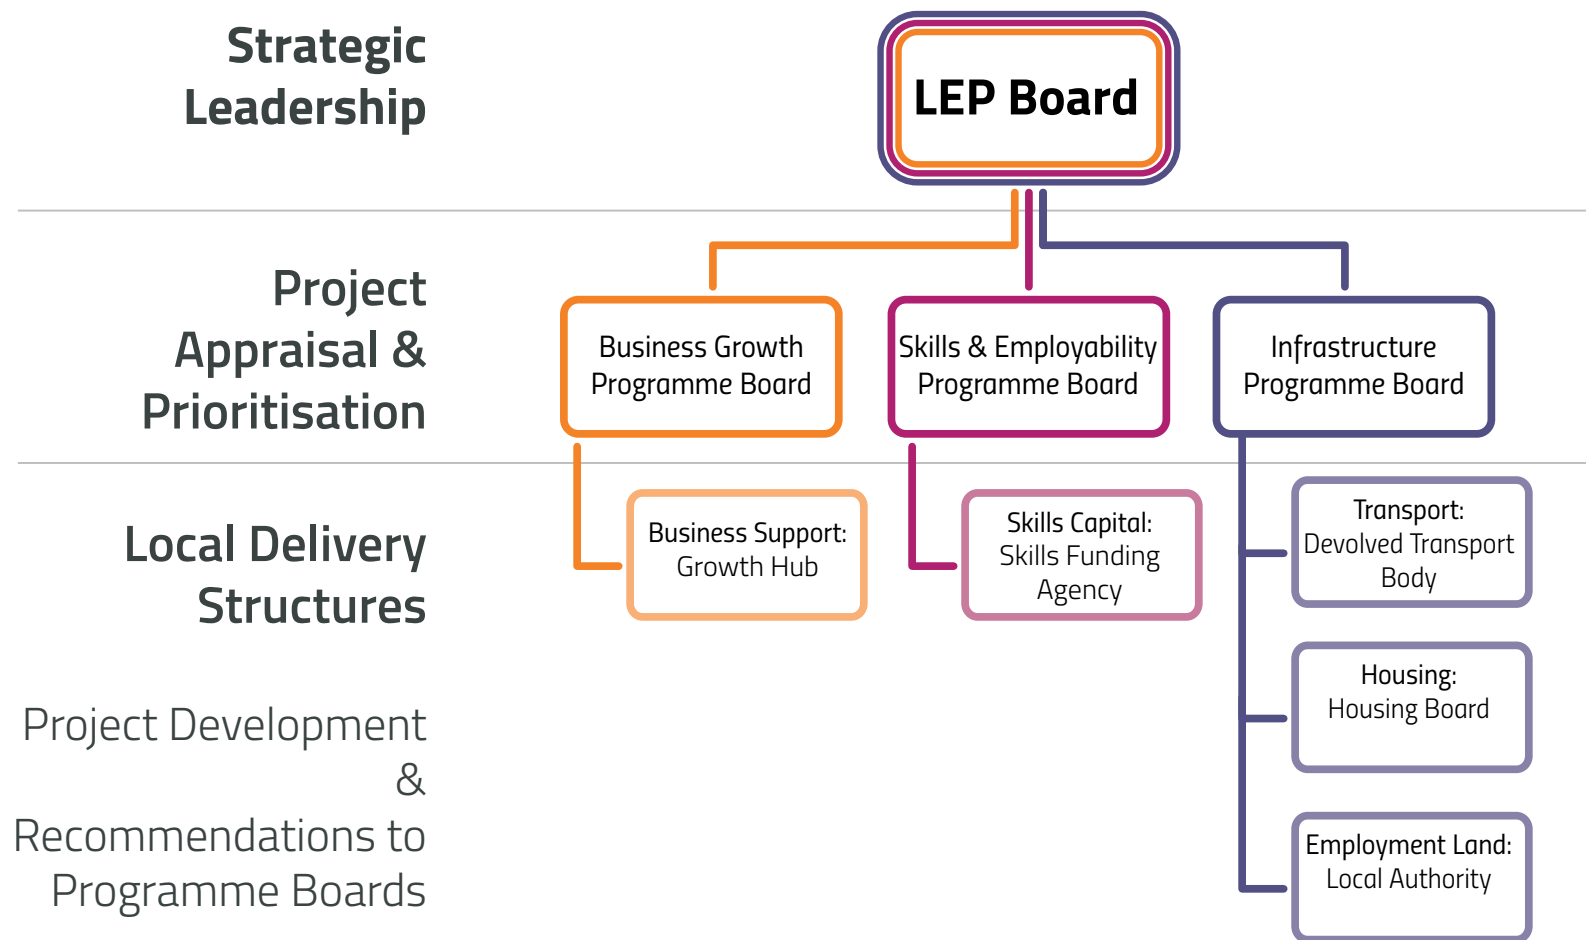 Strategic
Leadership
LEP Board
Project
Appraisal &
Prioritisation
Business Growth
Programme Board
Skills & Employability
Programme Board
Infrastructure
Programme Board
Local Delivery
Structures
Project Development
&
Recommendations to
Programme Boards
Business Support:
Growth Hub
Skills Capital:
Skills Funding
Agency
Transport:
Devolved Transport
Body
Housing:
Housing Board
Employment Land:
Local Authority